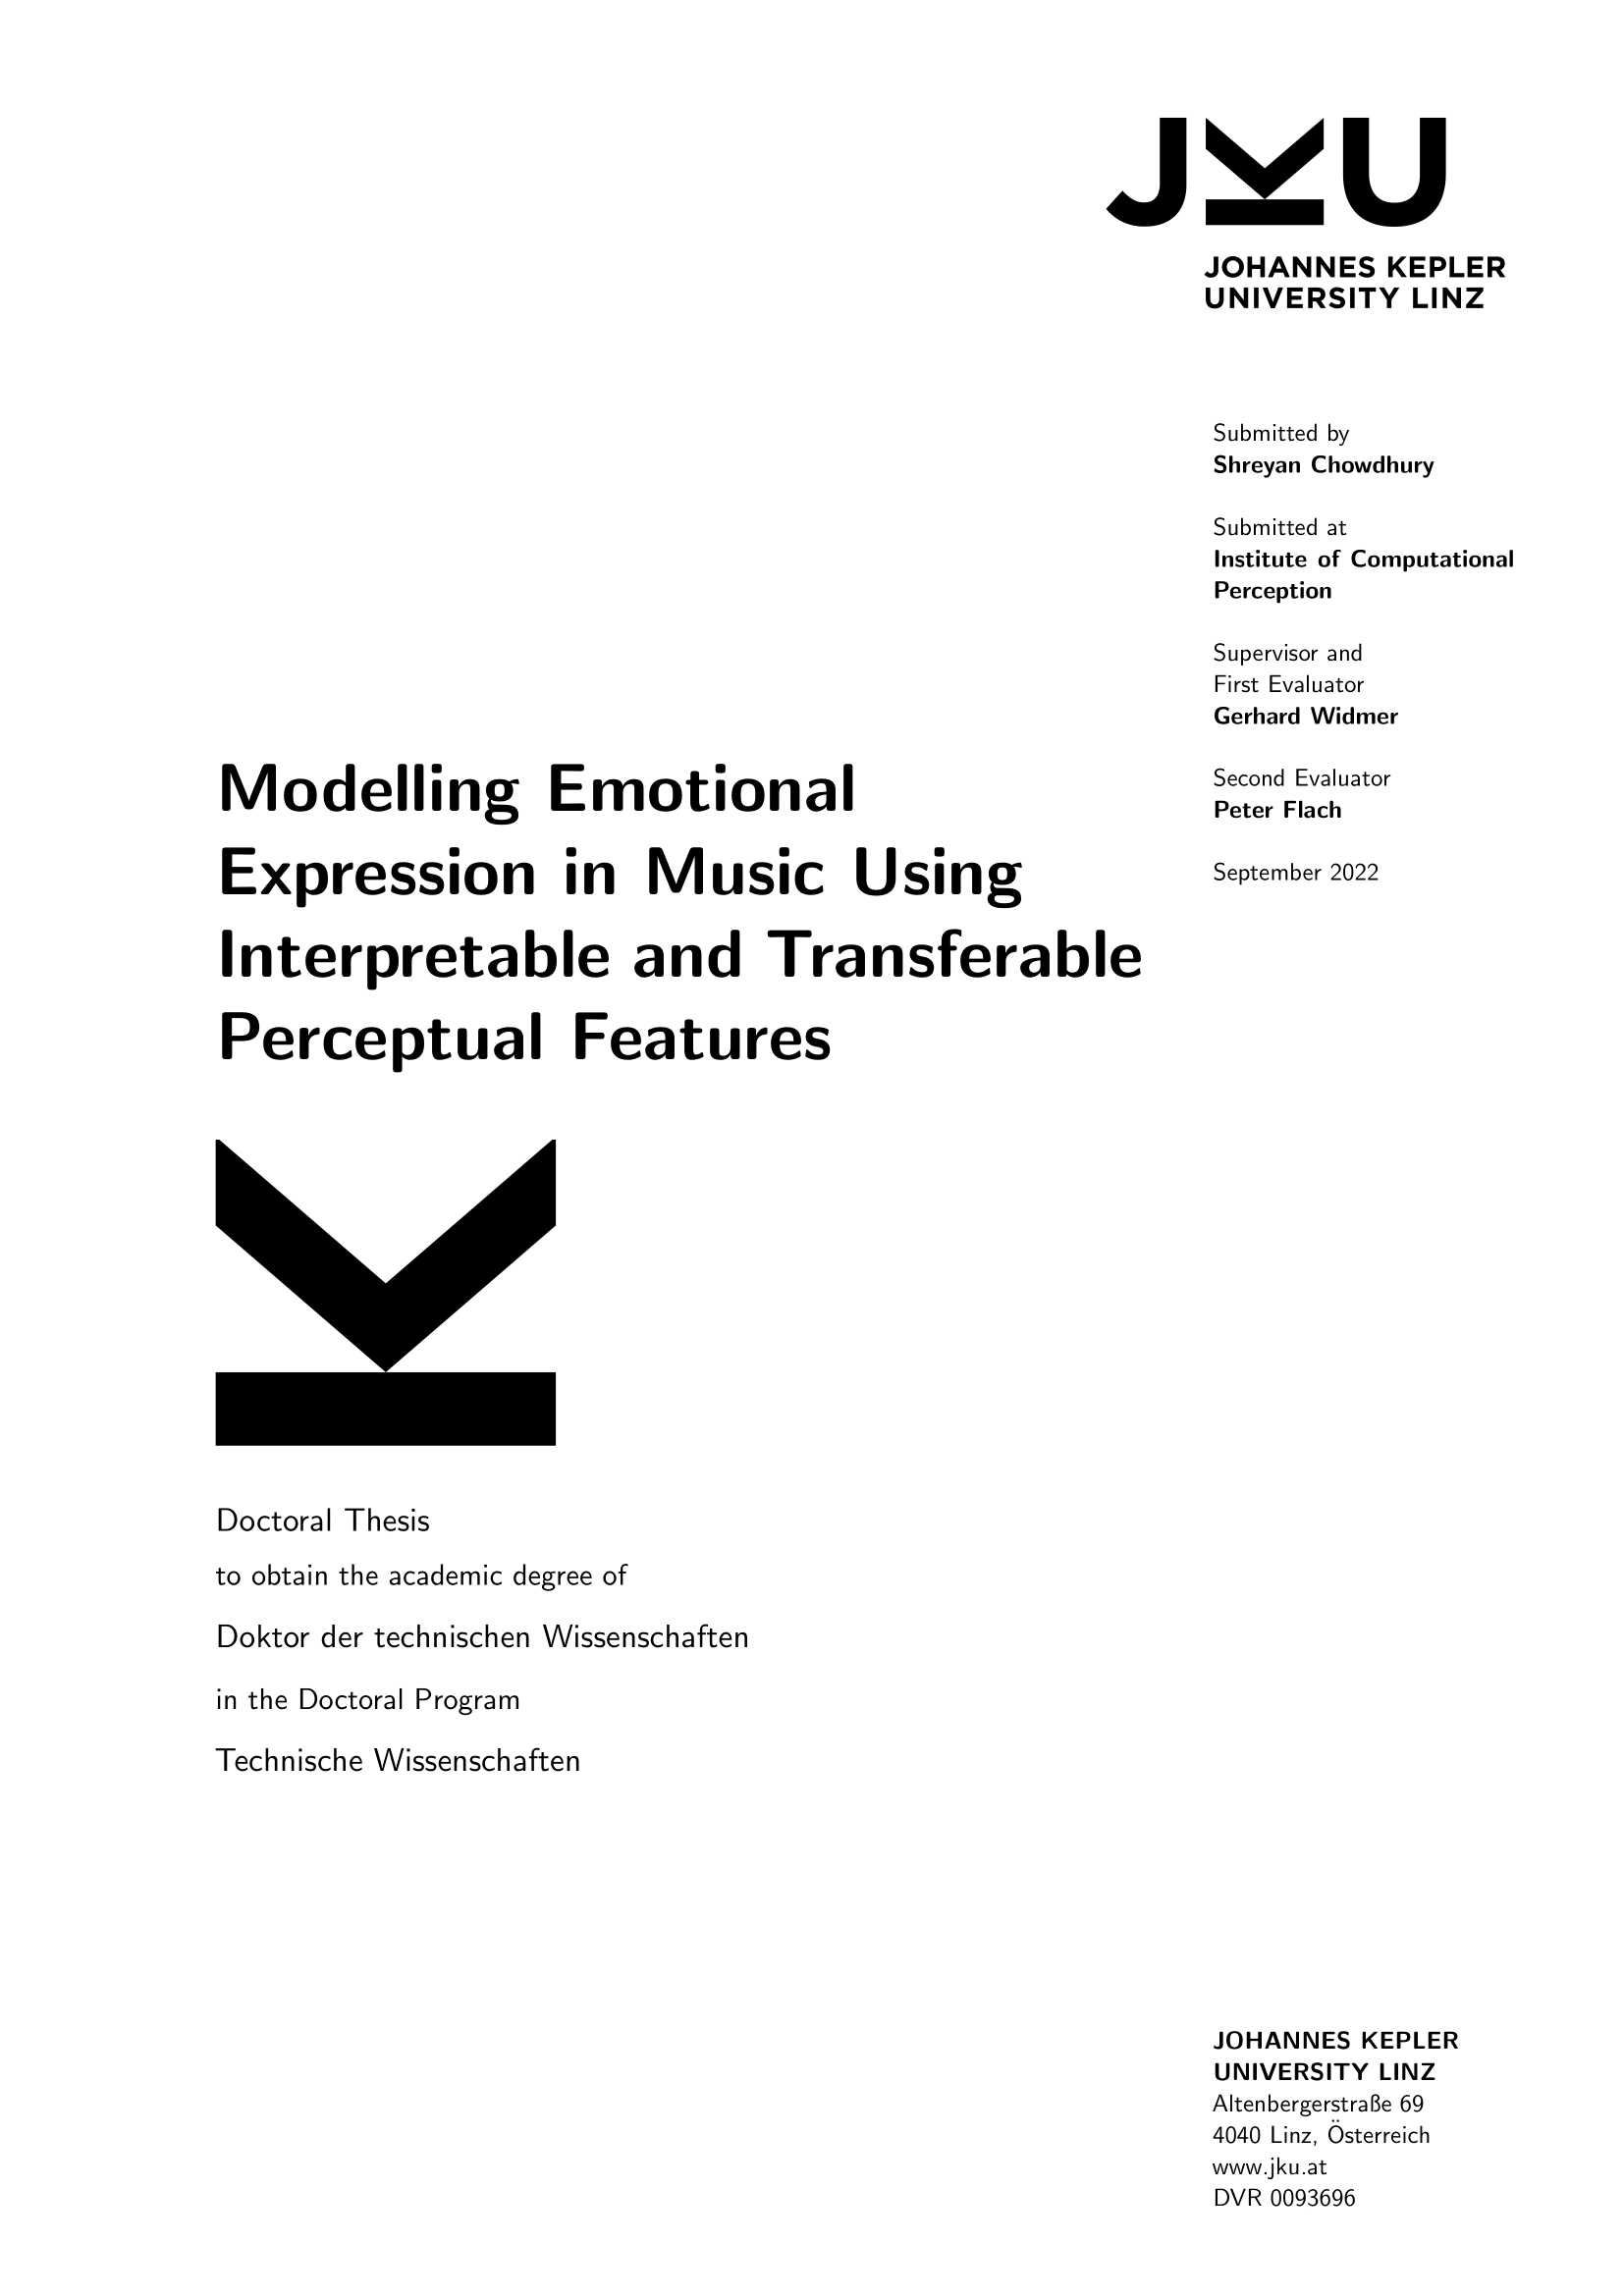 JKU
JOHANNES KEPLER
UNIVERSITY LINZ
Submitted by
Shreyan Chowdhury
Submitted at
Institute of Computational
Perception
Supervisor and
First Evaluator
Gerhard Widmer
Second Evaluator
Peter Flach
September 2022
Modelling Emotional
Expression in Music Using
Interpretable and Transferable
Perceptual Features
Doctoral Thesis
to obtain the academic degree of
Doktor der technischen Wissenschaften
in the Doctoral Program
Technische Wissenschaften
JOHANNES KEPLER
UNIVERSITY LINZ
Altenbergerstraße 69
4040 Linz, Österreich
www.jku.at
DVR 0093696